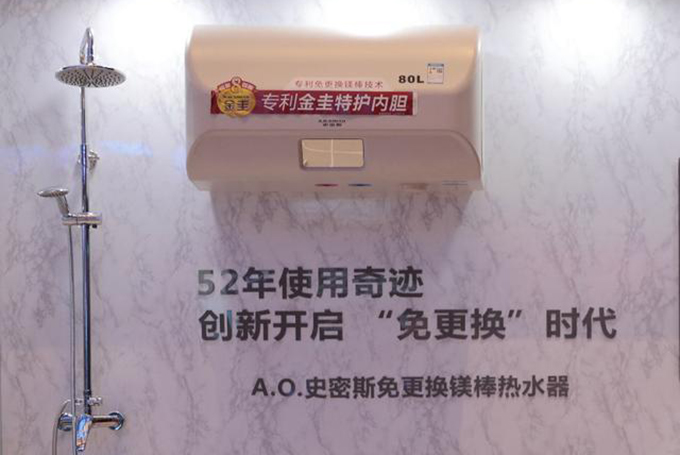 专利免更换镁棒技术
80L
金圭
专利金圭特护内胆
52年使用奇迹
创新开启 “免更换” 时代
A.O.史密斯免更换镁棒热水器